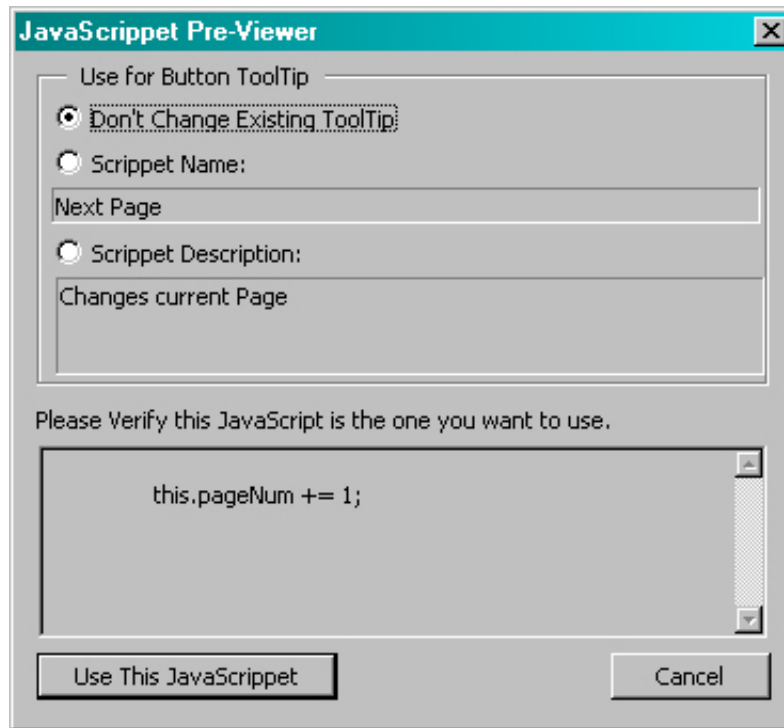 JavaScrippet Pre-Viewer
Use for Button ToolTip
Don't Change Existing ToolTip
Scrippet Name:
Next Page
Scrippet Description:
Changes current Page
Please Verify this JavaScript is the one you want to use.
this.pageNum += 1;
Use This JavaScrippet
Cancel